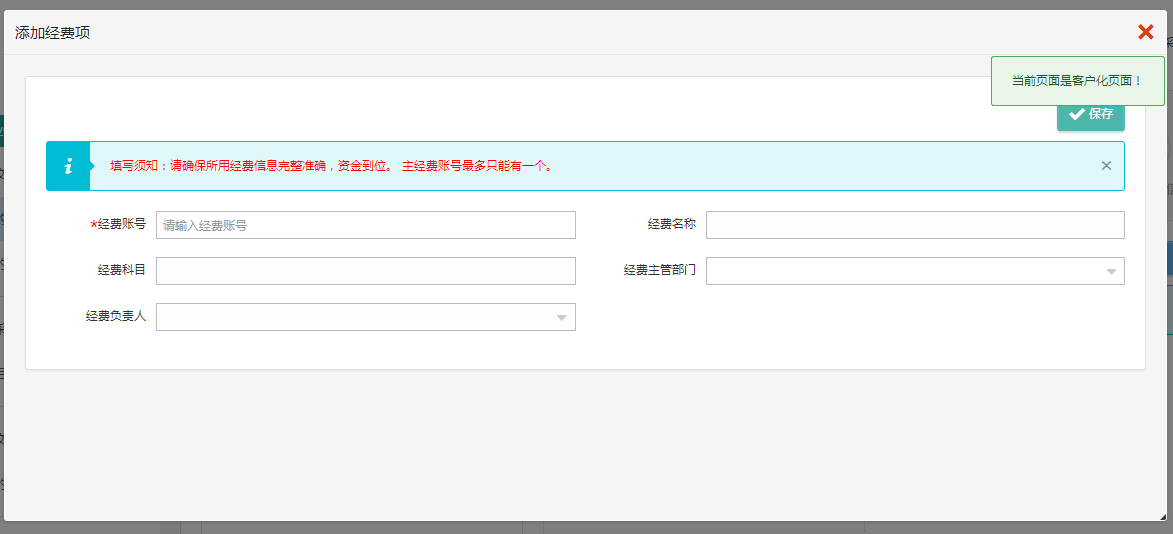 添加经费项
当前页面是客户化页面！
保存
填写须知：请确保所用经费信息完整准确，资金到位。 主经费账号最多只能有一个。
*经费账号 请输入经费账号 经费名称
经费科目 经费主管部门
经费负责人